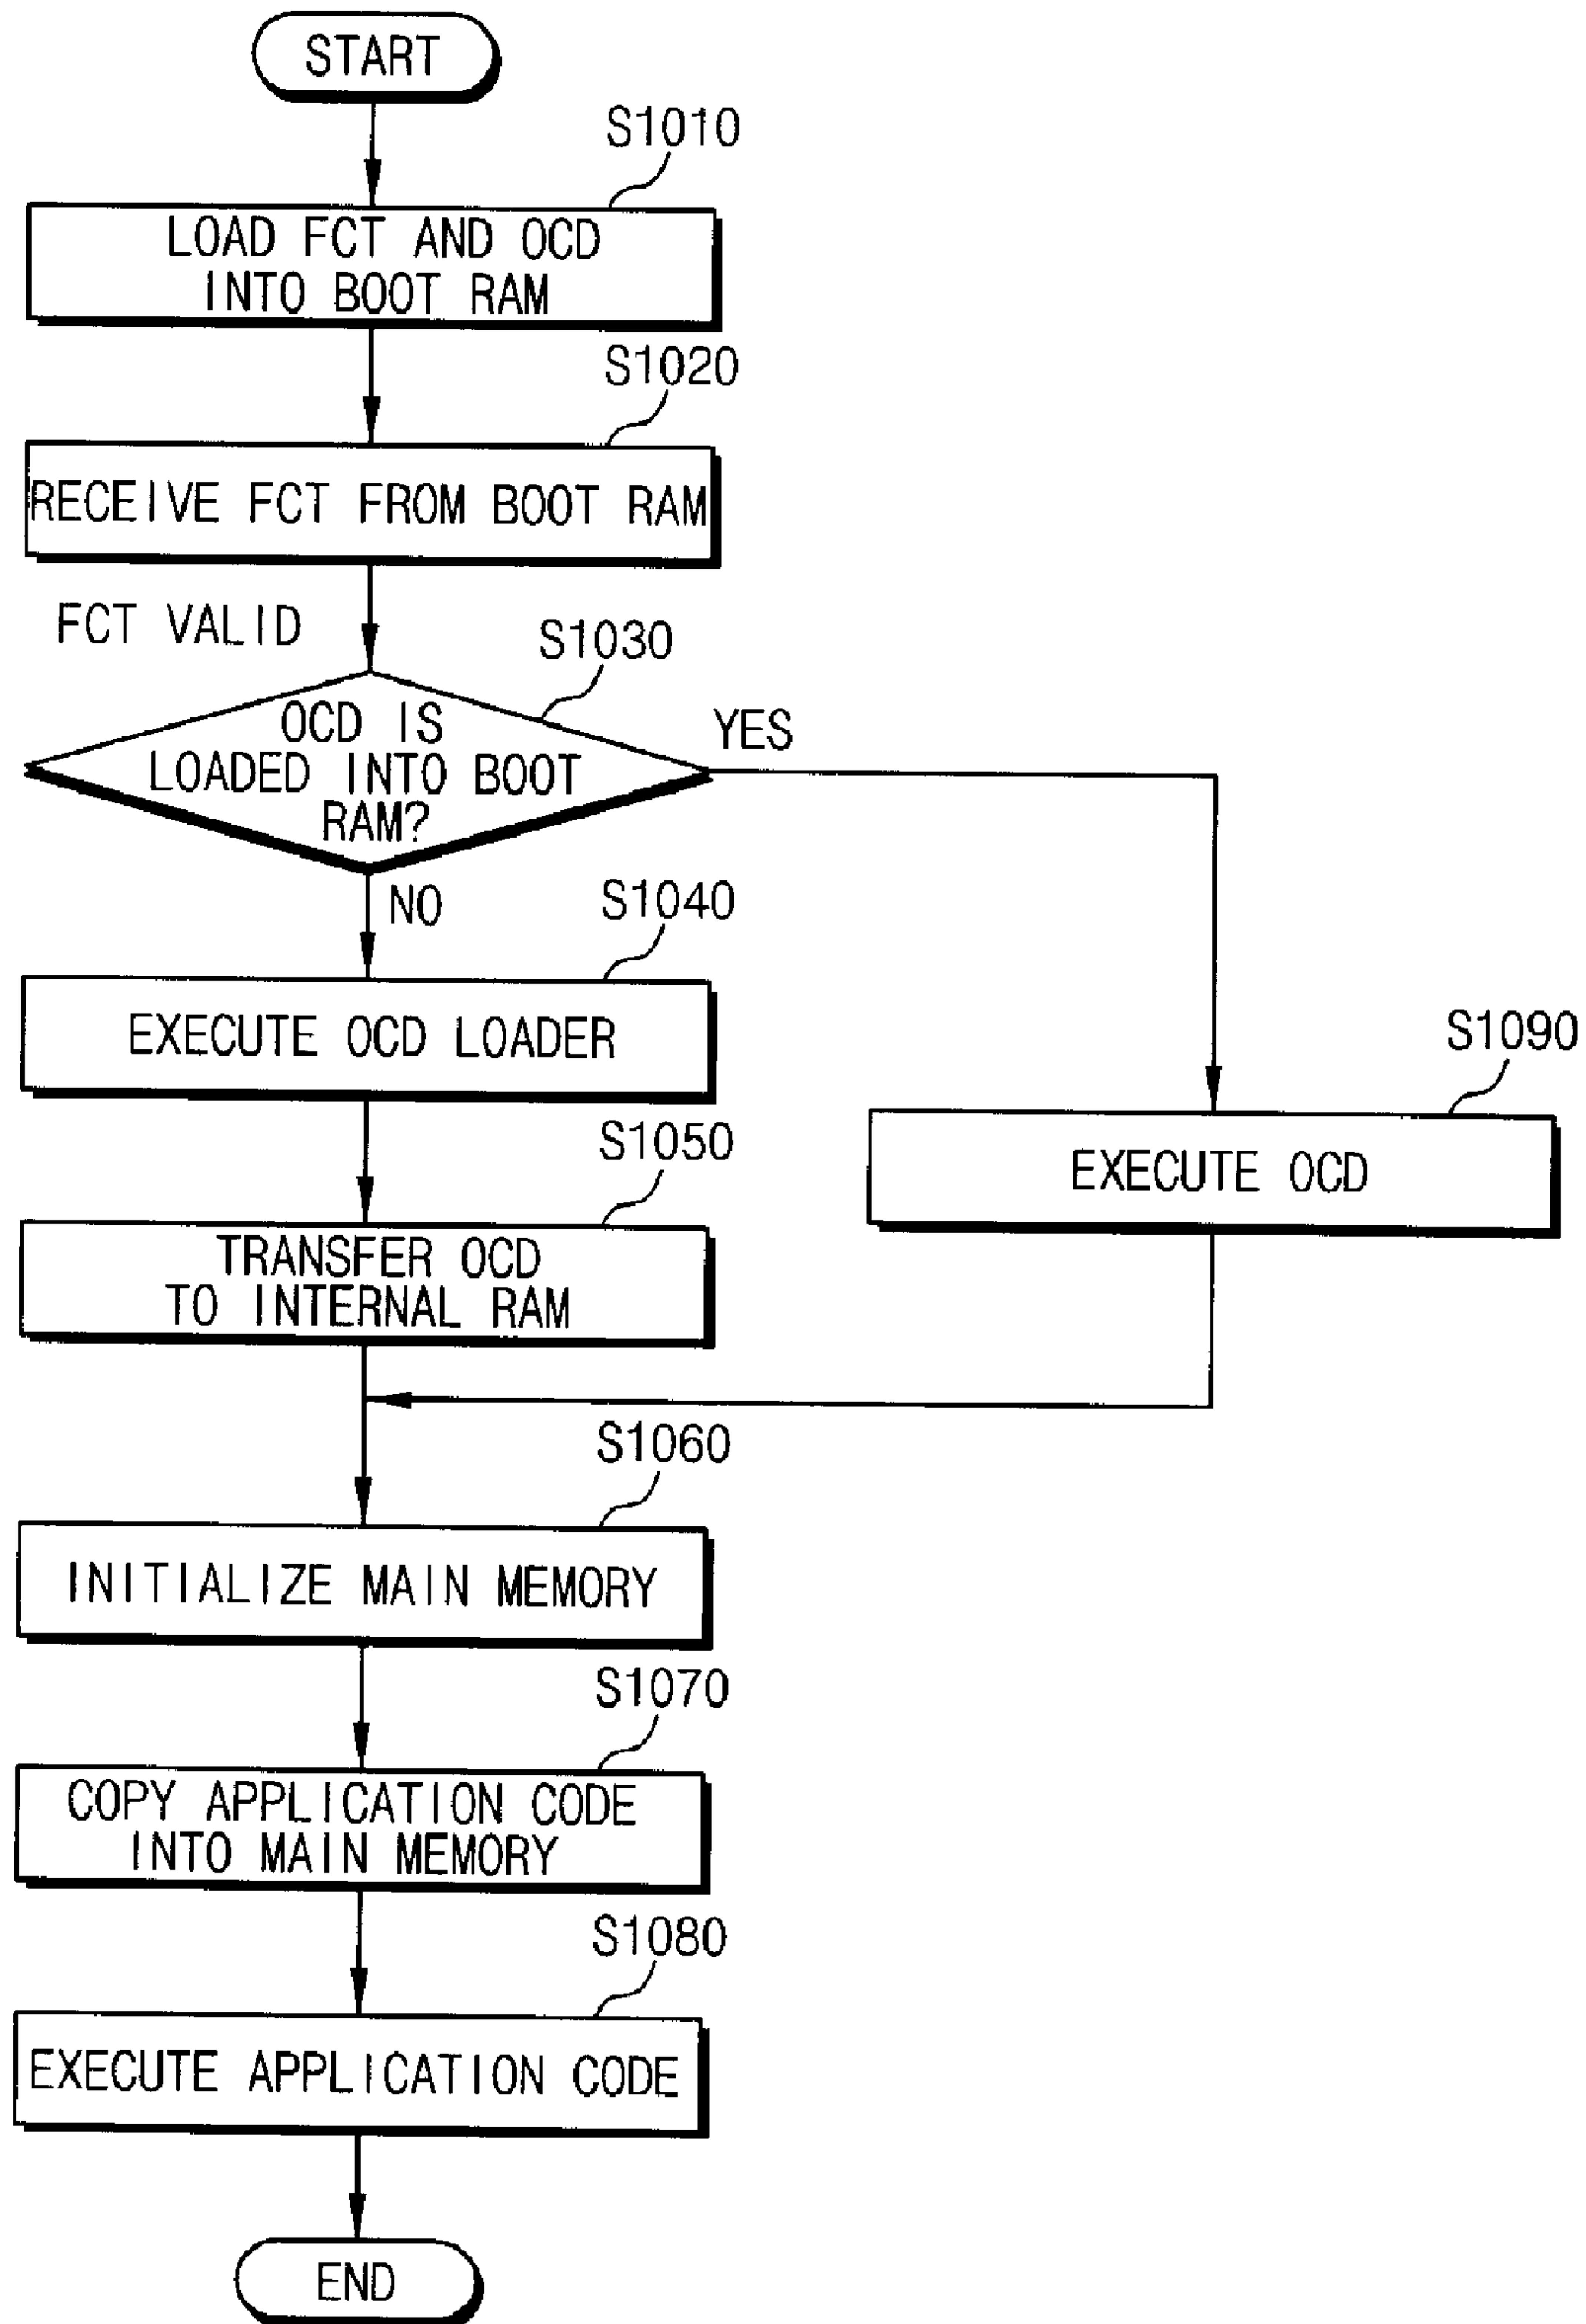 START
S1010
LOAD FCT AND OCD
INTO BOOT RAM
S1020
RECEIVE FCT FROM BOOT RAM
FCT VALID
S1030
OCD IS
LOADED INTO BOOT
RAM?
YES
NO
S1040
EXECUTE OCD LOADER
S1090
EXECUTE OCD
S1050
TRANSFER OCD
TO INTERNAL RAM
S1060
INITIALIZE MAIN MEMORY
S1070
COPY APPLICATION CODE
INTO MAIN MEMORY
S1080
EXECUTE APPLICATION CODE
END